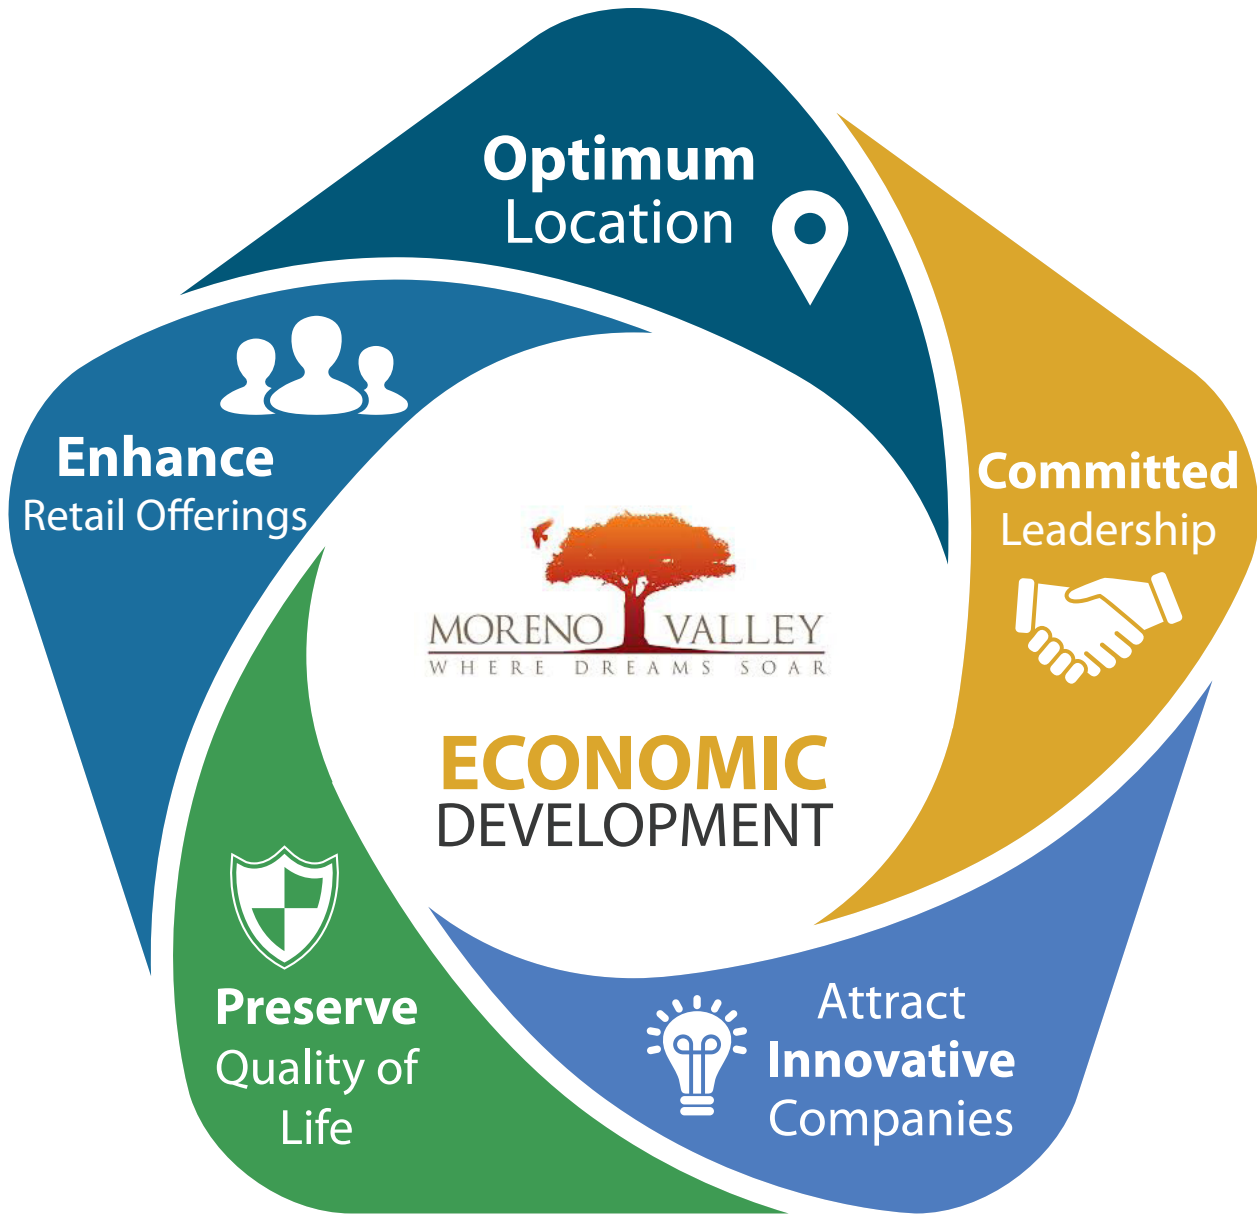 Optimum
Location
Committed
Leadership
Attract
Innovative
Companies
Preserve
Quality of
Life
Enhance
Retail Offerings
MORENO VALLEY
WHERE DREAMS SOAR
ECONOMIC
DEVELOPMENT